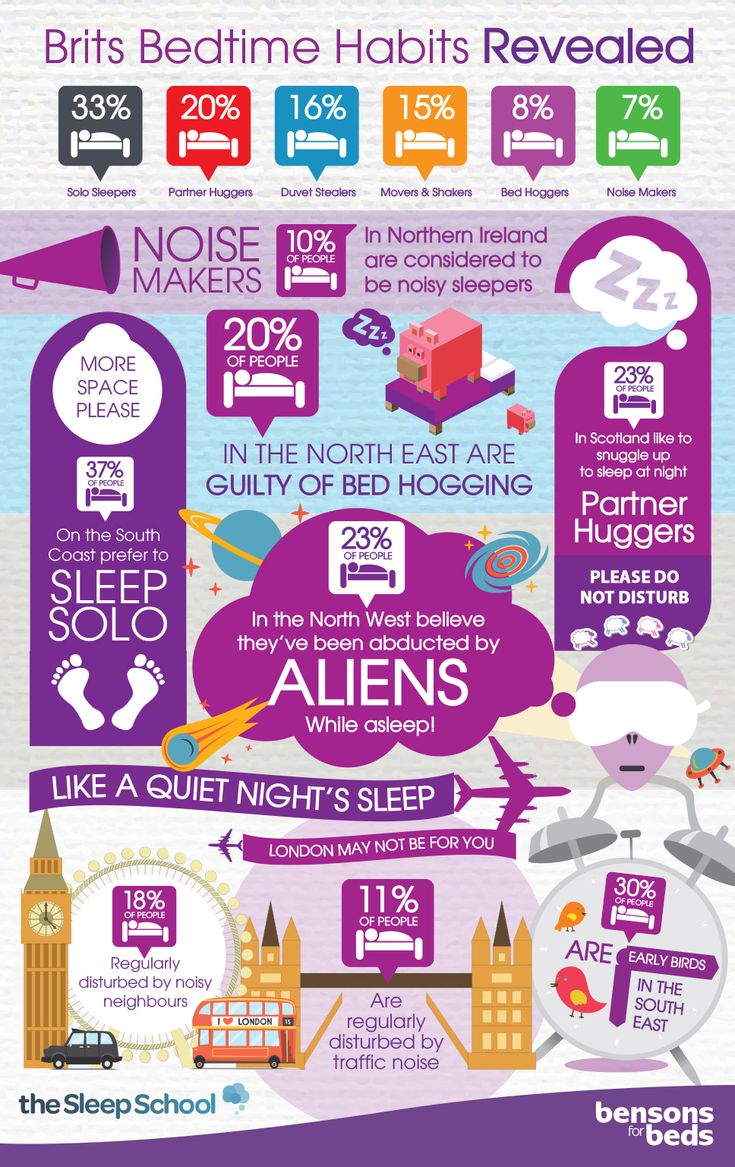 Brits Bedtime Habits Revealed
33%
Solo Sleepers
20%
Partner Huggers
16%
Duvet Stealers
15%
Movers & Shakers
8%
Bed Hoggers
7%
Noise Makers
NOISE
MAKERS
10%
OF PEOPLE
In Northern Ireland
are considered to
be noisy sleepers
ZZZ
MORE
SPACE
PLEASE
37%
OF PEOPLE
On the South
Coast prefer to
SLEEP
SOLO
20%
OF PEOPLE
ZZZ
IN THE NORTH EAST ARE
GUILTY OF BED HOGGING
23%
OF PEOPLE
In Scotland like to
snuggle up
to sleep at night
Partner
Huggers
PLEASE DO
NOT DISTURB
23%
OF PEOPLE
In the North West believe
they've been abducted by
ALIENS
While asleep!
LIKE A QUIET NIGHT'S SLEEP
LONDON MAY NOT BE FOR YOU
18%
OF PEOPLE
Regularly
disturbed by noisy
neighbours
I ❤ LONDON
15
11%
OF PEOPLE
Are
regularly
disturbed by
traffic noise
30%
OF PEOPLE
ARE
EARLY BIRDS
IN THE
SOUTH
EAST
the Sleep School
bensons
for beds